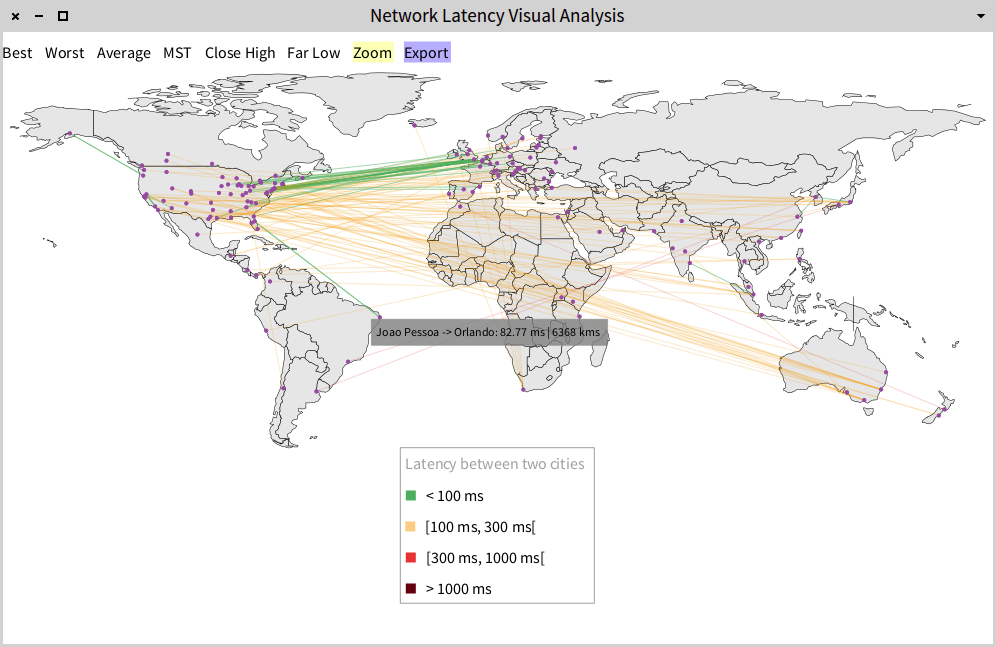 Network Latency Visual Analysis
Best Worst Average MST Close High Far Low Zoom Export
Joao Pessoa -> Orlando: 82.77 ms | 6368 kms
Latency between two cities
< 100 ms
[100 ms, 300 ms[
[300 ms, 1000 ms[
> 1000 ms